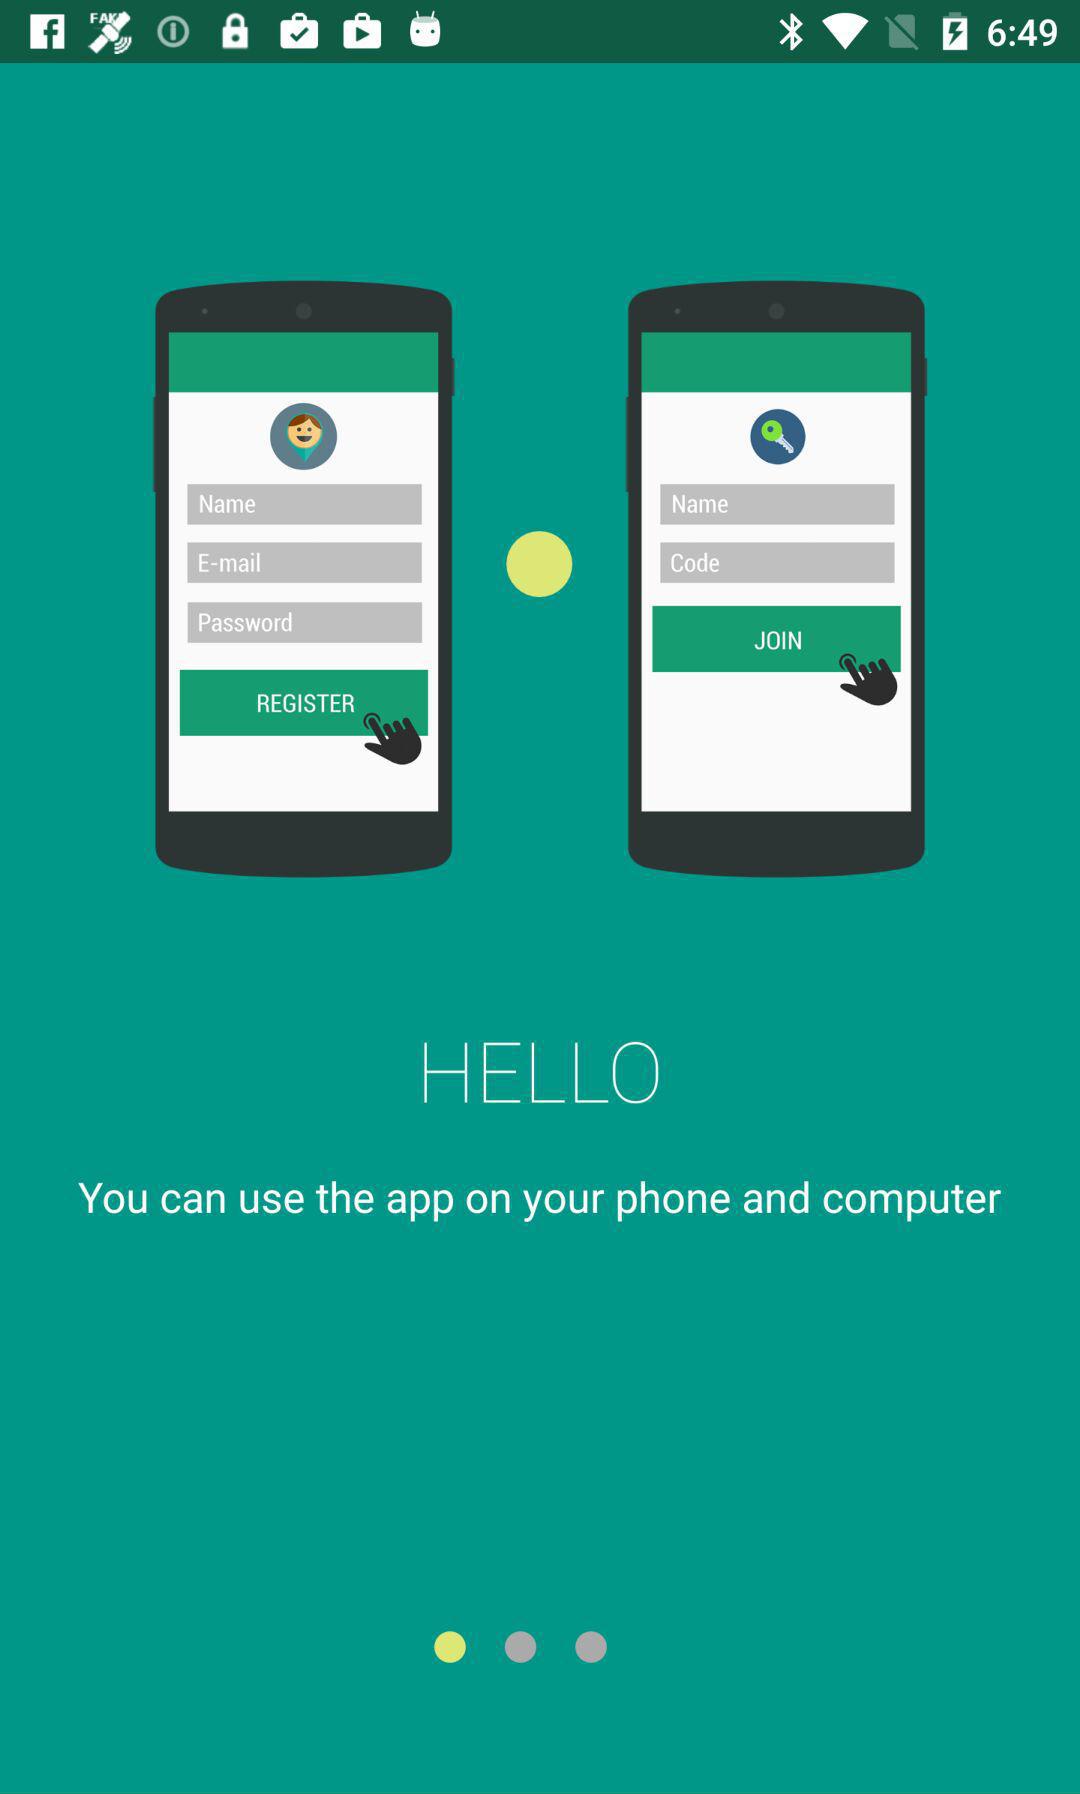 FAKE
6:49
Name
E-mail
Password
REGISTER
Name
Code
JOIN
HELLO
You can use the app on your phone and computer